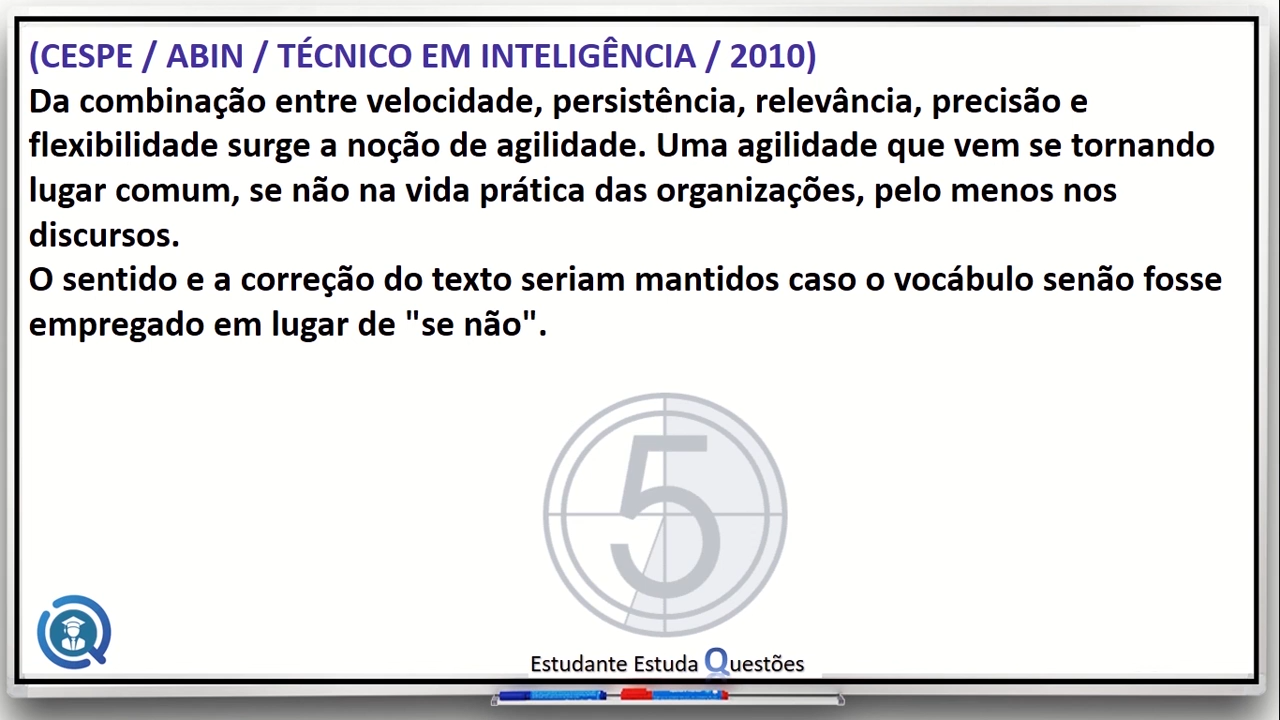 (CESPE / ABIN / TÉCNICO EM INTELIGÊNCIA / 2010)
Da combinação entre velocidade, persistência, relevância, precisão e
flexibilidade surge a noção de agilidade. Uma agilidade que vem se tornando
lugar comum, se não na vida prática das organizações, pelo menos nos
discursos.
O sentido e a correção do texto seriam mantidos caso o vocábulo senão fosse
empregado em lugar de "se não".
5
Estudante Estuda Questões